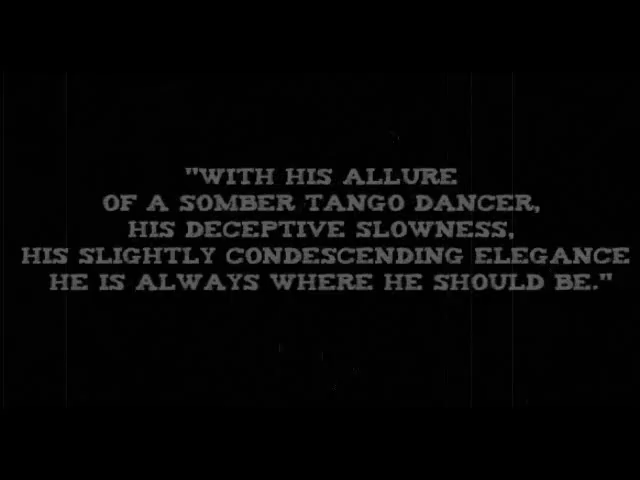 "WITH HIS ALLURE
OF A SOMBER TANGO DANCER,
HIS DECEPTIVE SLOWNESS,
HIS SLIGHTLY CONDESCENDING ELEGANCE
HE IS ALWAYS WHERE HE SHOULD BE."